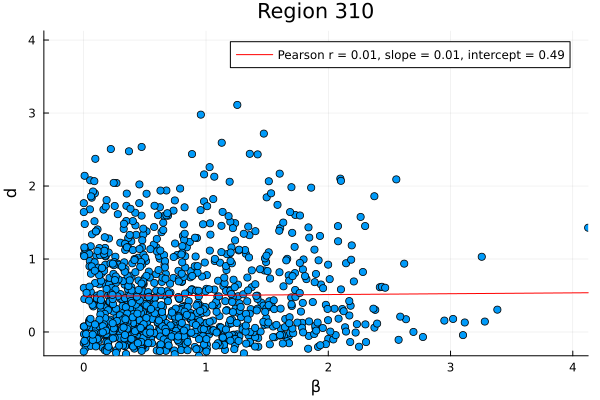 Region 310
Pearson r = 0.01, slope = 0.01, intercept = 0.49
4
3
2
1
0
d
0 1 2 3 4
β